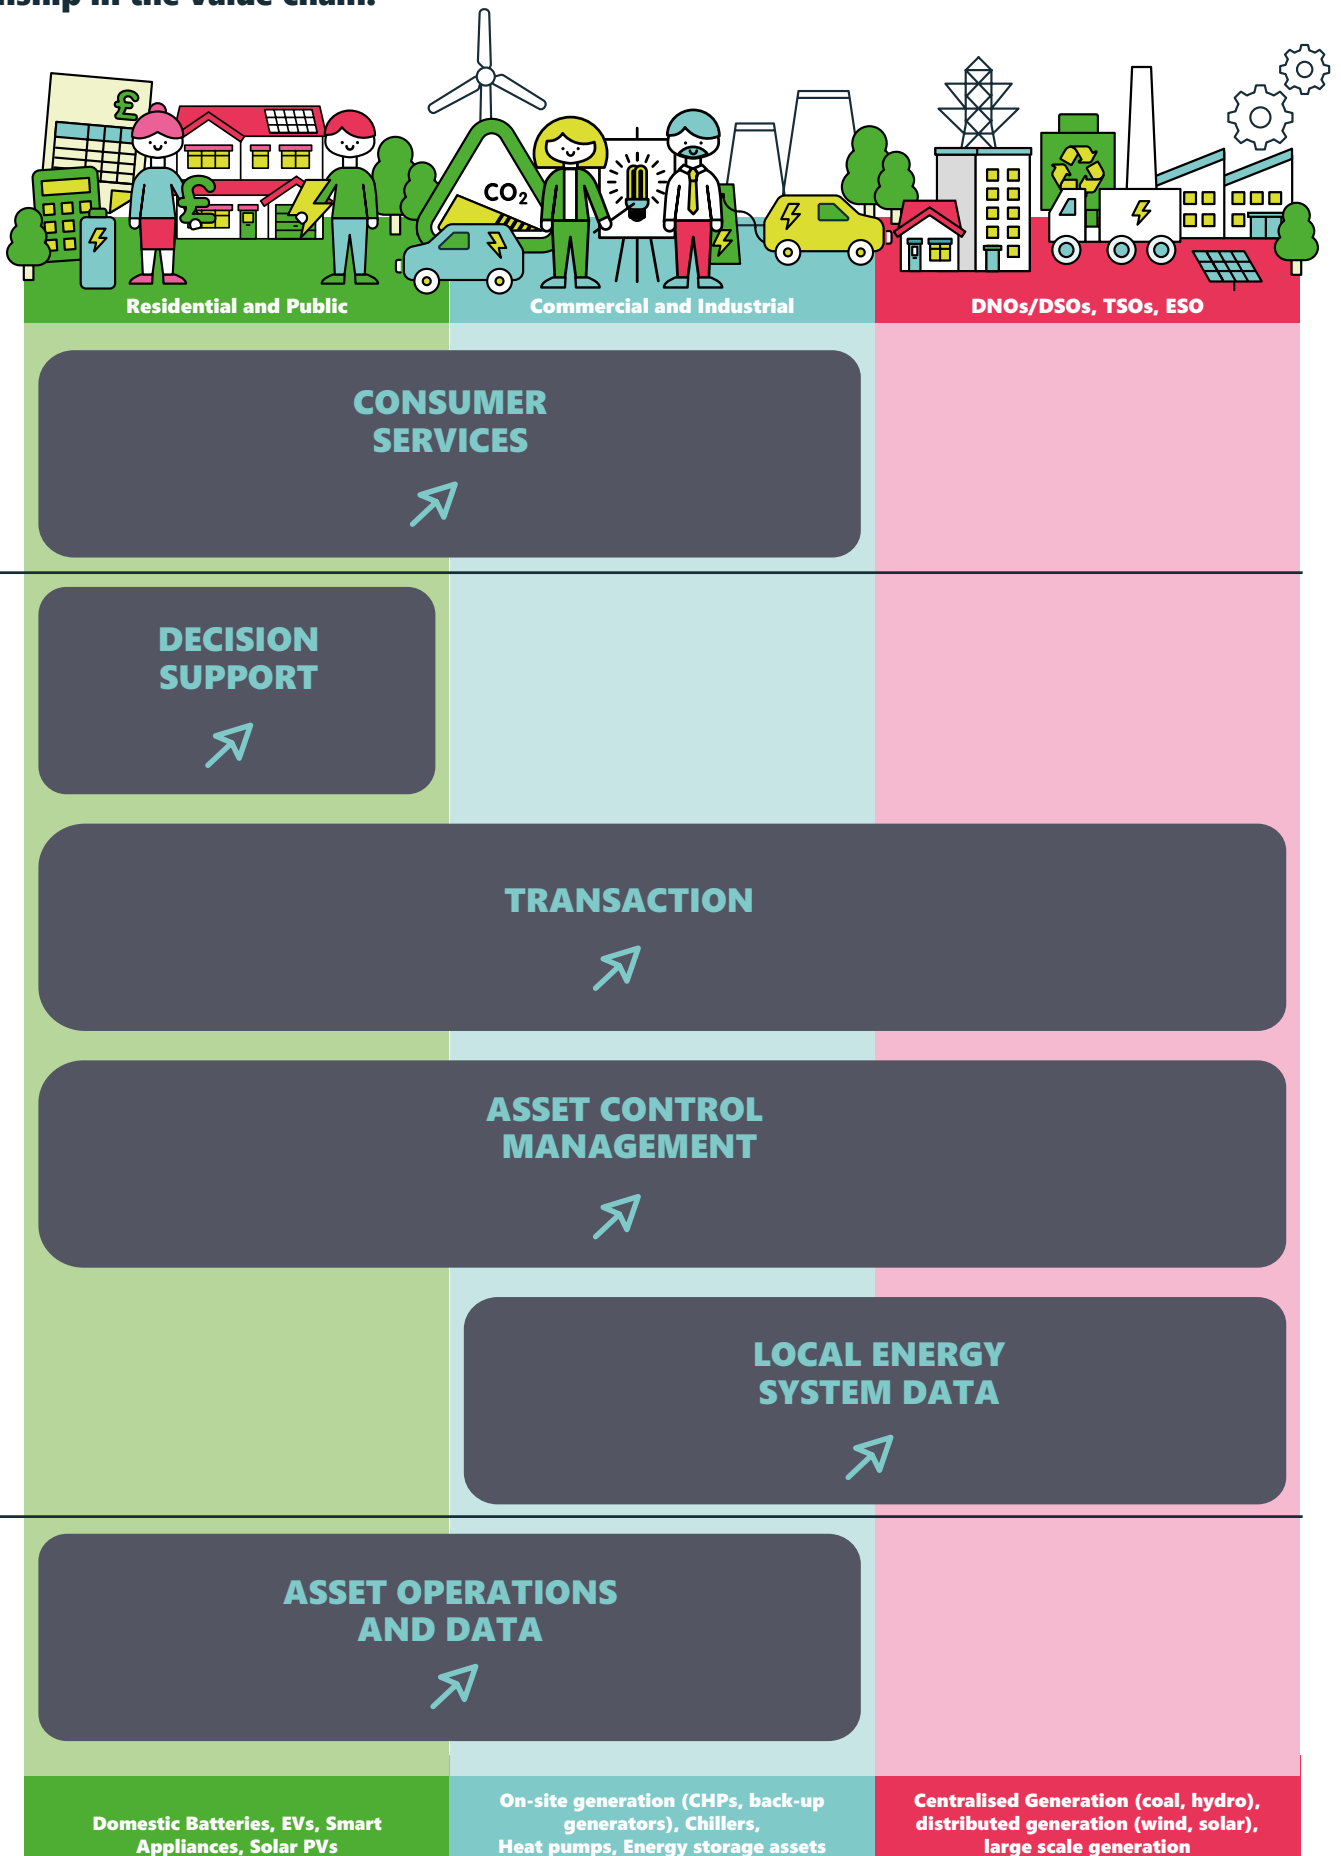 Residential and Public
Commercial and Industrial
DNOs/DSOs, TSOs, ESO
£
£
CO₂
CONSUMER
SERVICES
DECISION
SUPPORT
TRANSACTION
ASSET CONTROL
MANAGEMENT
LOCAL ENERGY
SYSTEM DATA
ASSET OPERATIONS
AND DATA
Domestic Batteries, EVs, Smart
Appliances, Solar PVs
On-site generation (CHPs, back-up
generators), Chillers,
Heat pumps, Energy storage assets
Centralised Generation (coal, hydro),
distributed generation (wind, solar),
large scale generation